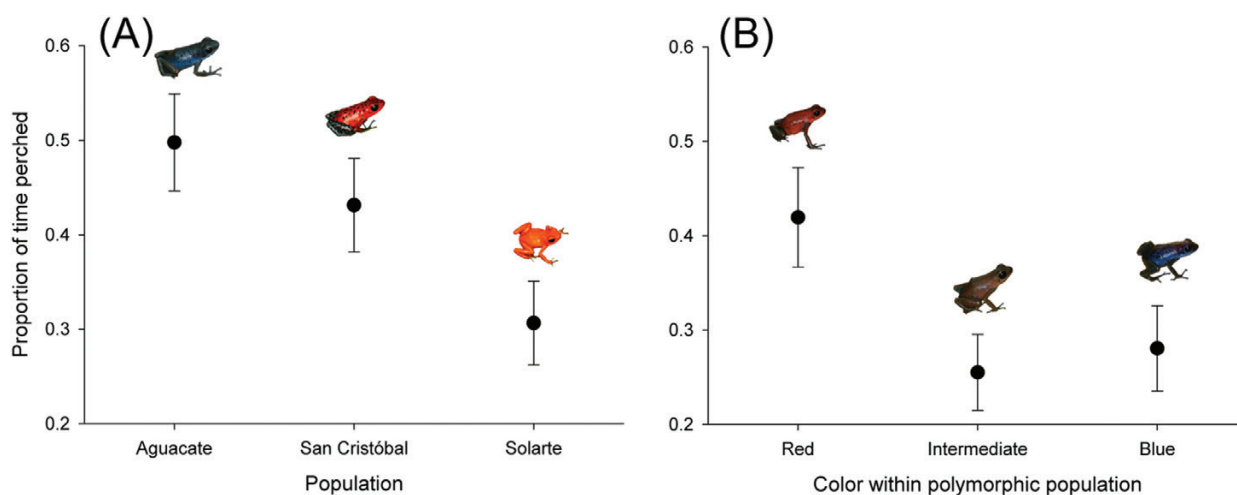 (A)
Proportion of time perched
0.6
0.5
0.4
0.3
0.2
Aguacate
San Cristóbal
Solarte
Population
(B)
0.6
0.5
0.4
0.3
0.2
Red
Intermediate
Blue
Color within polymorphic population